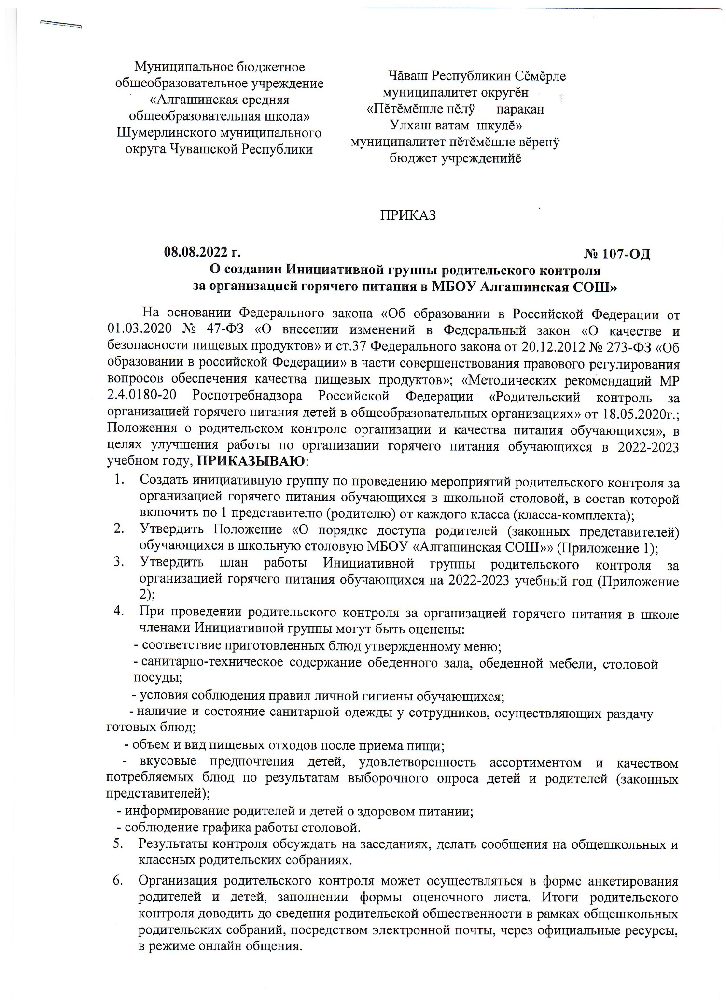 Муниципальное бюджетное
общеобразовательное учреждение
«Алгашинская средняя
общеобразовательная школа»
Шумерлинского муниципального
округа Чувашской Республики
Чӑваш Республикин Сӗмӗрле
муниципалитет округӗн
«Пӗтӗмӗшле пӗлӳ паракан
Улхаш ватам шкулӗ»
муниципалитет пӗтӗмӗшле вӗренӳ
бюджет учрежденийӗ
ПРИКАЗ
08.08.2022 г. № 107-ОД
О создании Инициативной группы родительского контроля
за организацией горячего питания в МБОУ Алгашинская СОШ»
На основании Федерального закона «Об образовании в Российской Федерации от
01.03.2020 № 47-ФЗ «О внесении изменений в Федеральный закон «О качестве и
безопасности пищевых продуктов» и ст.37 Федерального закона от 20.12.2012 № 273-ФЗ «Об
образовании в российской Федерации» в части совершенствования правового регулирования
вопросов обеспечения качества пищевых продуктов»; «Методических рекомендаций МР
2.4.0180-20 Роспотребнадзора Российской Федерации «Родительский контроль за
организацией горячего питания детей в общеобразовательных организациях» от 18.05.2020г.;
Положения о родительском контроле организации и качества питания обучающихся», в
целях улучшения работы по организации горячего питания обучающихся в 2022-2023
учебном году, ПРИКАЗЫВАЮ:
1. Создать инициативную группу по проведению мероприятий родительского контроля за
организацией горячего питания обучающихся в школьной столовой, в состав которой
включить по 1 представителю (родителю) от каждого класса (класса-комплекта);
2. Утвердить Положение «О порядке доступа родителей (законных представителей)
обучающихся в школьную столовую МБОУ «Алгашинская СОШ»» (Приложение 1);
3. Утвердить план работы Инициативной группы родительского контроля за
организацией горячего питания обучающихся на 2022-2023 учебный год (Приложение
2);
4. При проведении родительского контроля за организацией горячего питания в школе
членами Инициативной группы могут быть оценены:
- соответствие приготовленных блюд утвержденному меню;
- санитарно-техническое содержание обеденного зала, обеденной мебели, столовой
посуды;
- условия соблюдения правил личной гигиены обучающихся;
- наличие и состояние санитарной одежды у сотрудников, осуществляющих раздачу
готовых блюд;
- объем и вид пищевых отходов после приема пищи;
- вкусовые предпочтения детей, удовлетворенность ассортиментом и качеством
потребляемых блюд по результатам выборочного опроса детей и родителей (законных
представителей);
- информирование родителей и детей о здоровом питании;
- соблюдение графика работы столовой.
5. Результаты контроля обсуждать на заседаниях, делать сообщения на общешкольных и
классных родительских собраниях.
6. Организация родительского контроля может осуществляться в форме анкетирования
родителей и детей, заполнении формы оценочного листа. Итоги родительского
контроля доводить до сведения родительской общественности в рамках общешкольных
родительских собраний, посредством электронной почты, через официальные ресурсы,
в режиме онлайн общения.